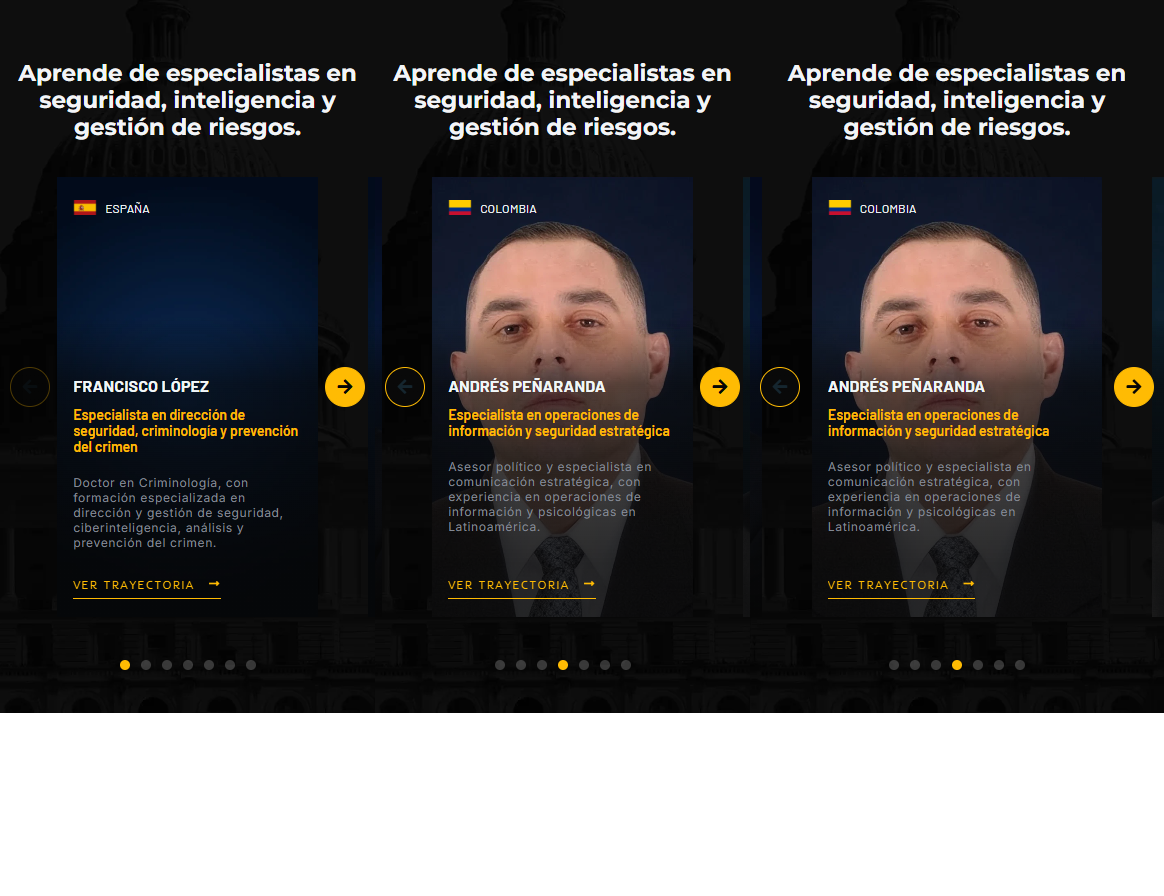 Aprende de especialistas en
seguridad, inteligencia y
gestión de riesgos.
ESPAÑA
FRANCISCO LÓPEZ
Especialista en dirección de
seguridad, criminología y prevención
del crimen
Doctor en Criminología, con
formación especializada en
dirección y gestión de seguridad,
ciberinteligencia, análisis y
prevención del crimen.
VER TRAYECTORIA →
Aprende de especialistas en
seguridad, inteligencia y
gestión de riesgos.
COLOMBIA
ANDRÉS PEÑARANDA
Especialista en operaciones de
información y seguridad estratégica
Asesor político y especialista en
comunicación estratégica, con
experiencia en operaciones de
información y psicológicas en
Latinoamérica.
VER TRAYECTORIA →
Aprende de especialistas en
seguridad, inteligencia y
gestión de riesgos.
COLOMBIA
ANDRÉS PEÑARANDA
Especialista en operaciones de
información y seguridad estratégica
Asesor político y especialista en
comunicación estratégica, con
experiencia en operaciones de
información y psicológicas en
Latinoamérica.
VER TRAYECTORIA →